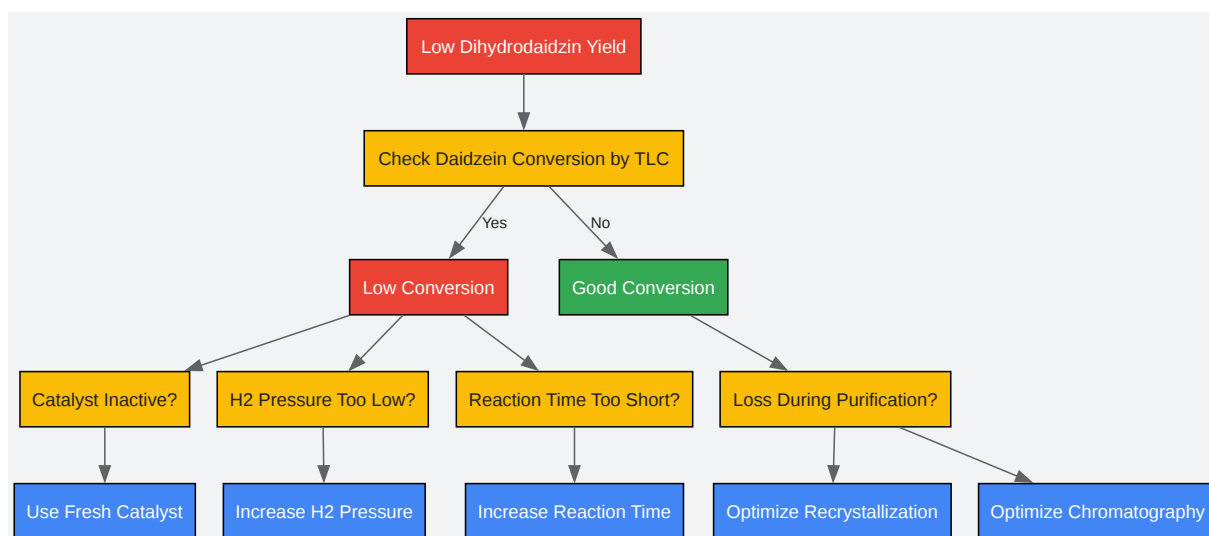 Low Dihydrodaidzin Yield
Check Daidzein Conversion by TLC
Yes
No
Low Conversion
Good Conversion
Catalyst Inactive?
H2 Pressure Too Low?
Reaction Time Too Short?
Loss During Purification?
Use Fresh Catalyst
Increase H2 Pressure
Increase Reaction Time
Optimize Recrystallization
Optimize Chromatography